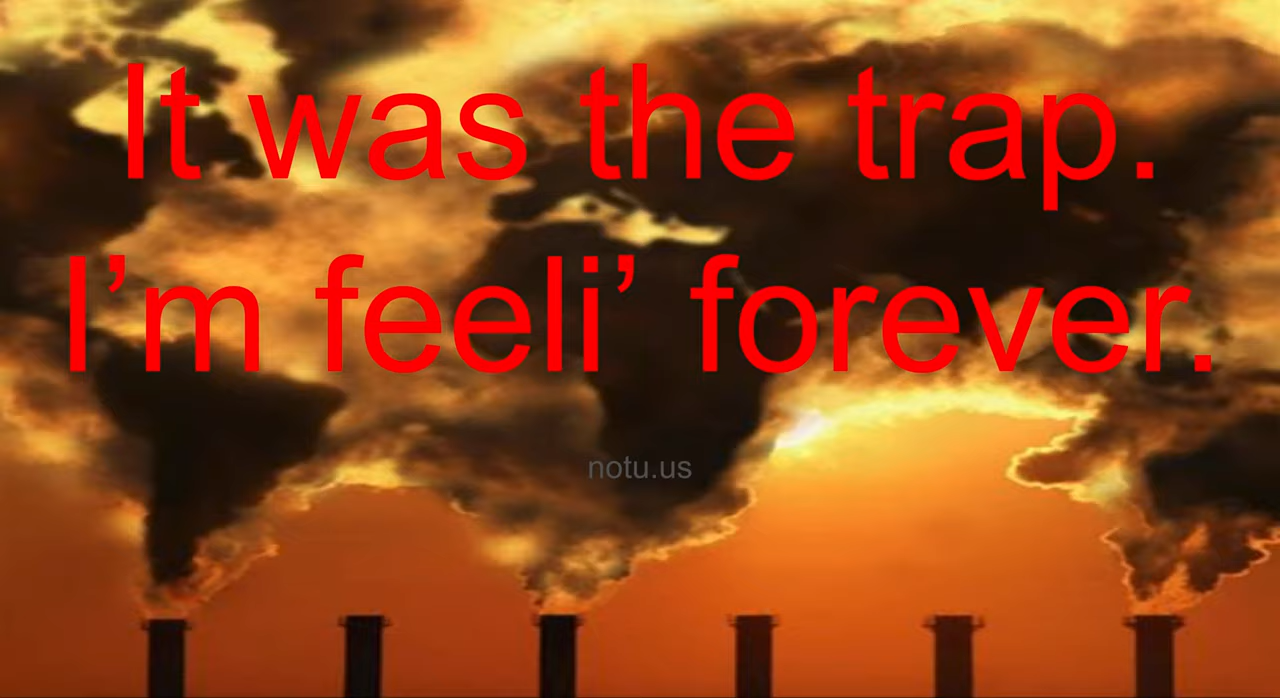 It was the trap.
I’m feeli’ forever.
notu.us